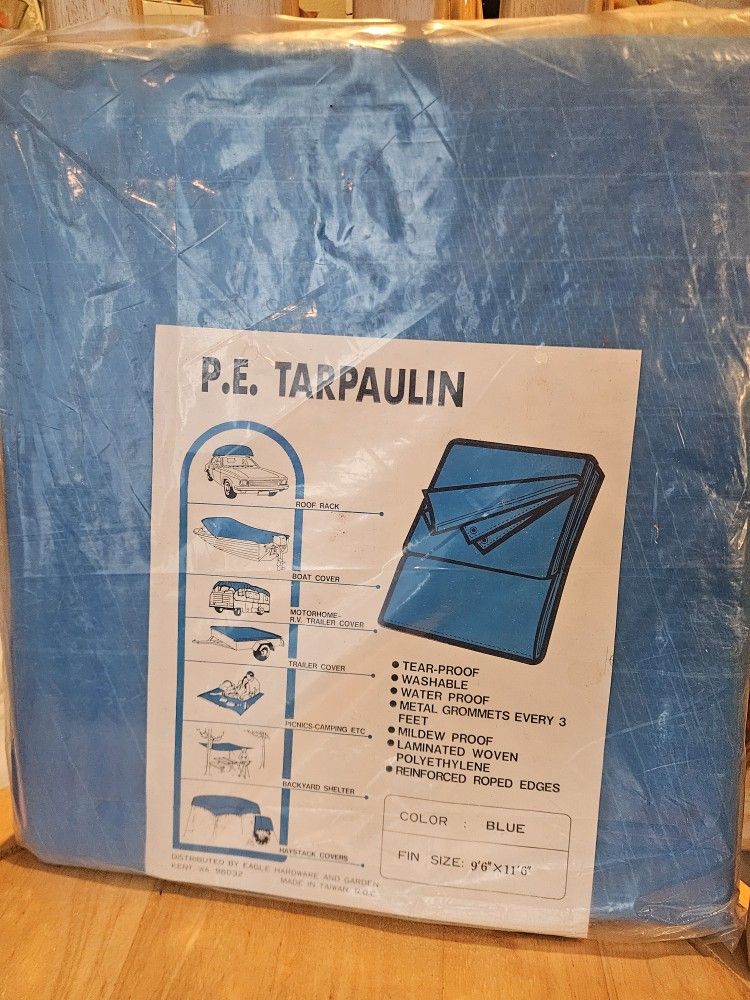 P.E. TARPAULIN
ROOF RACK
BOAT COVER
MOTORHOME-
R.V. TRAILER COVER
TRAILER COVER
PICNICS-CAMPING ETC
BACKYARD SHELTER
HAYSTACK COVERS
● TEAR-PROOF
● WASHABLE
● WATER PROOF
● METAL GROMMETS EVERY 3
FEET
● MILDEW PROOF
● LAMINATED WOVEN
POLYETHYLENE
● REINFORCED ROPED EDGES
COLOR : BLUE
FIN SIZE: 9'6"×11'6"
DISTRIBUTED BY EAGLE HARDWARE AND GARDEN
KENT WA 98032
MADE IN TAIWAN R.O.C